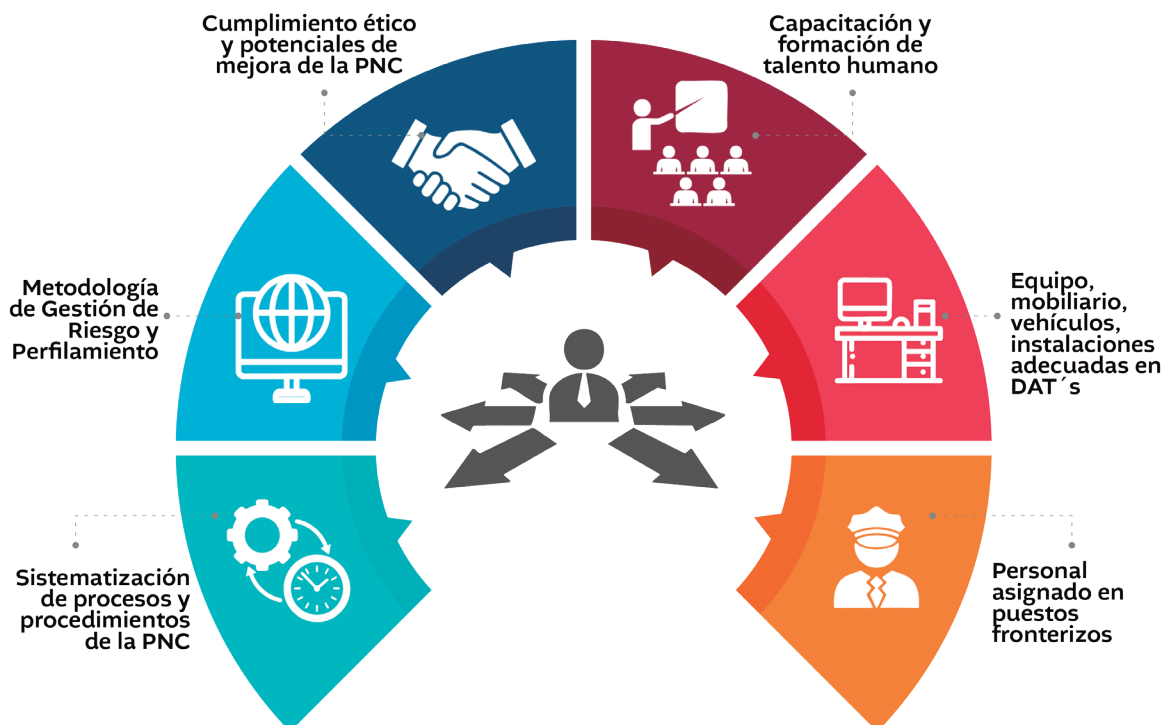 Cumplimiento ético
y potenciales de
mejora de la PNC
Capacitación y
formación de
talento humano
Metodología
de Gestión de
Riesgo y
Perfilamiento
Equipo,
mobiliario,
vehículos,
instalaciones
adecuadas en
DAT´s
Sistematización
de procesos y
procedimientos
de la PNC
Personal
asignado en
puestos
fronterizos